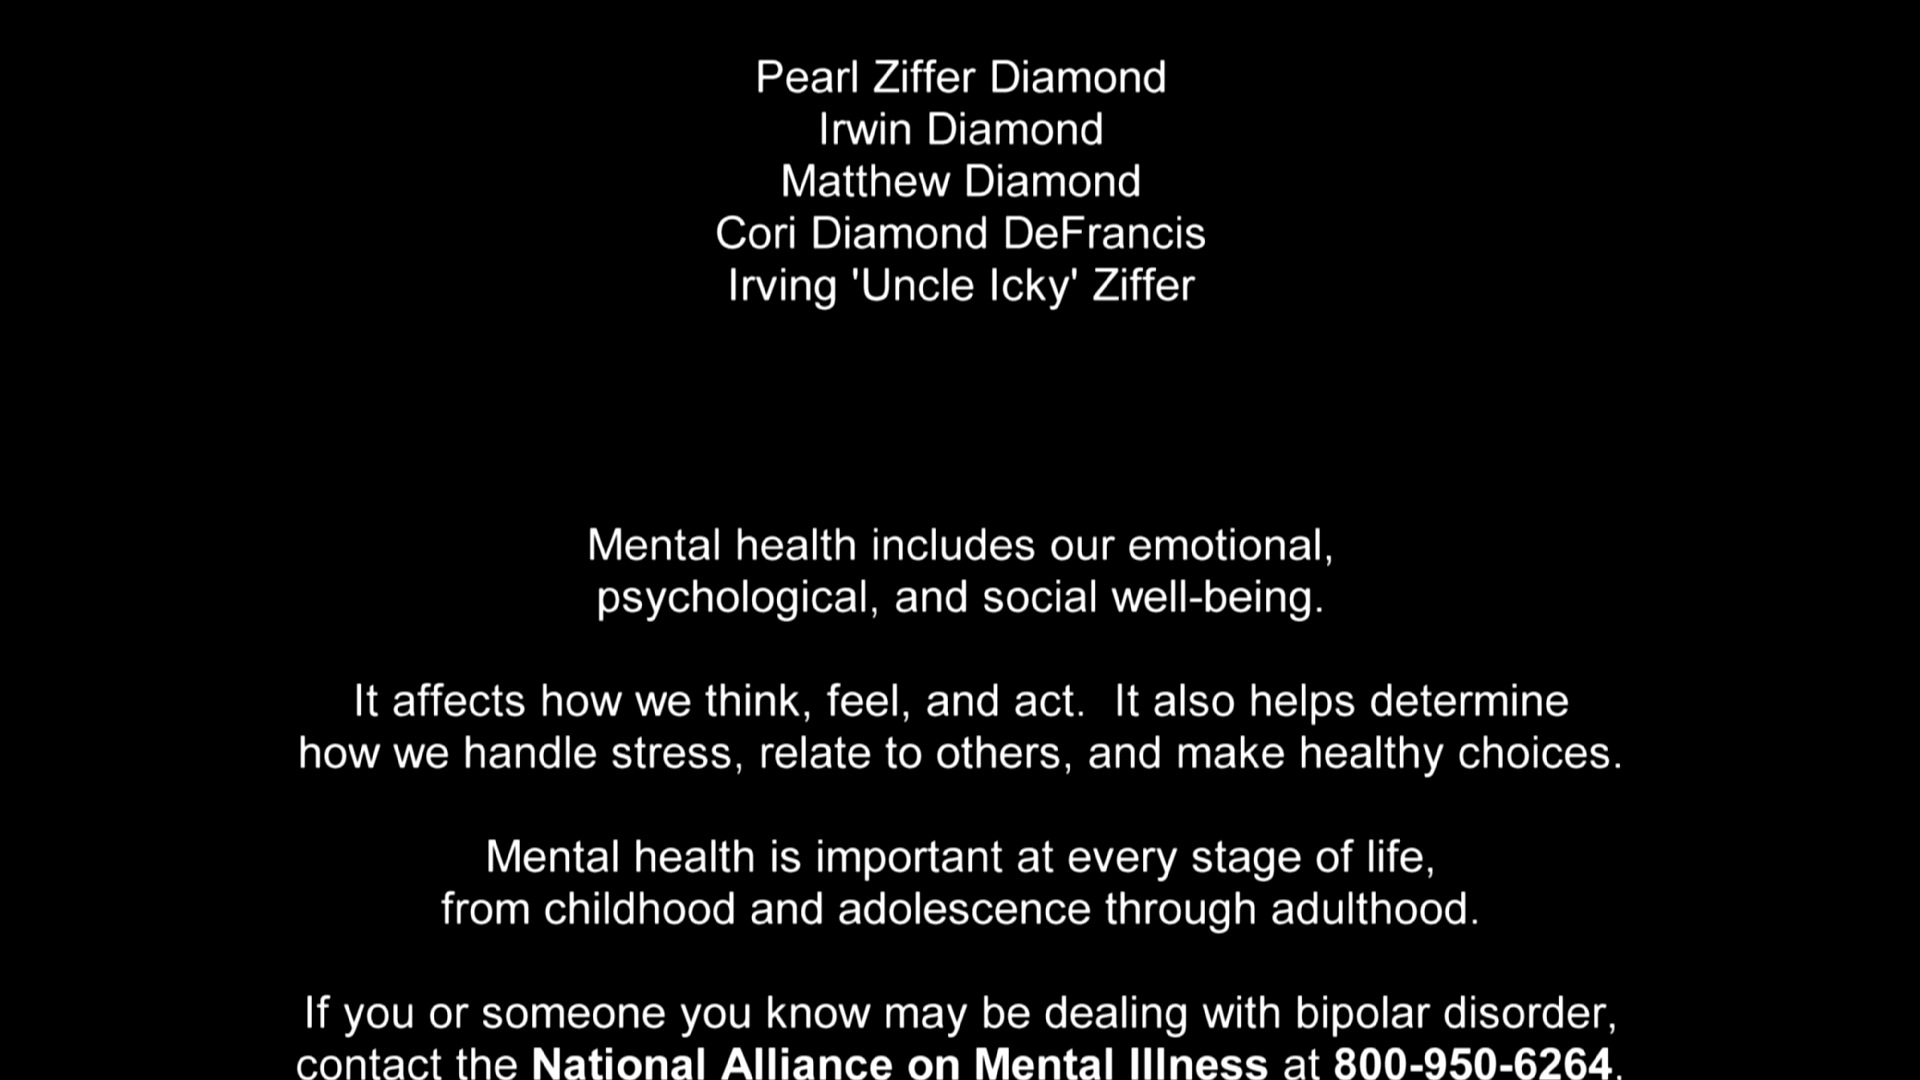 Pearl Ziffer Diamond
Irwin Diamond
Matthew Diamond
Cori Diamond DeFrancis
Irving 'Uncle Icky' Ziffer
Mental health includes our emotional,
psychological, and social well-being.
It affects how we think, feel, and act.  It also helps determine
how we handle stress, relate to others, and make healthy choices.
Mental health is important at every stage of life,
from childhood and adolescence through adulthood.
If you or someone you know may be dealing with bipolar disorder,
contact the National Alliance on Mental Illness at 800-950-6264.